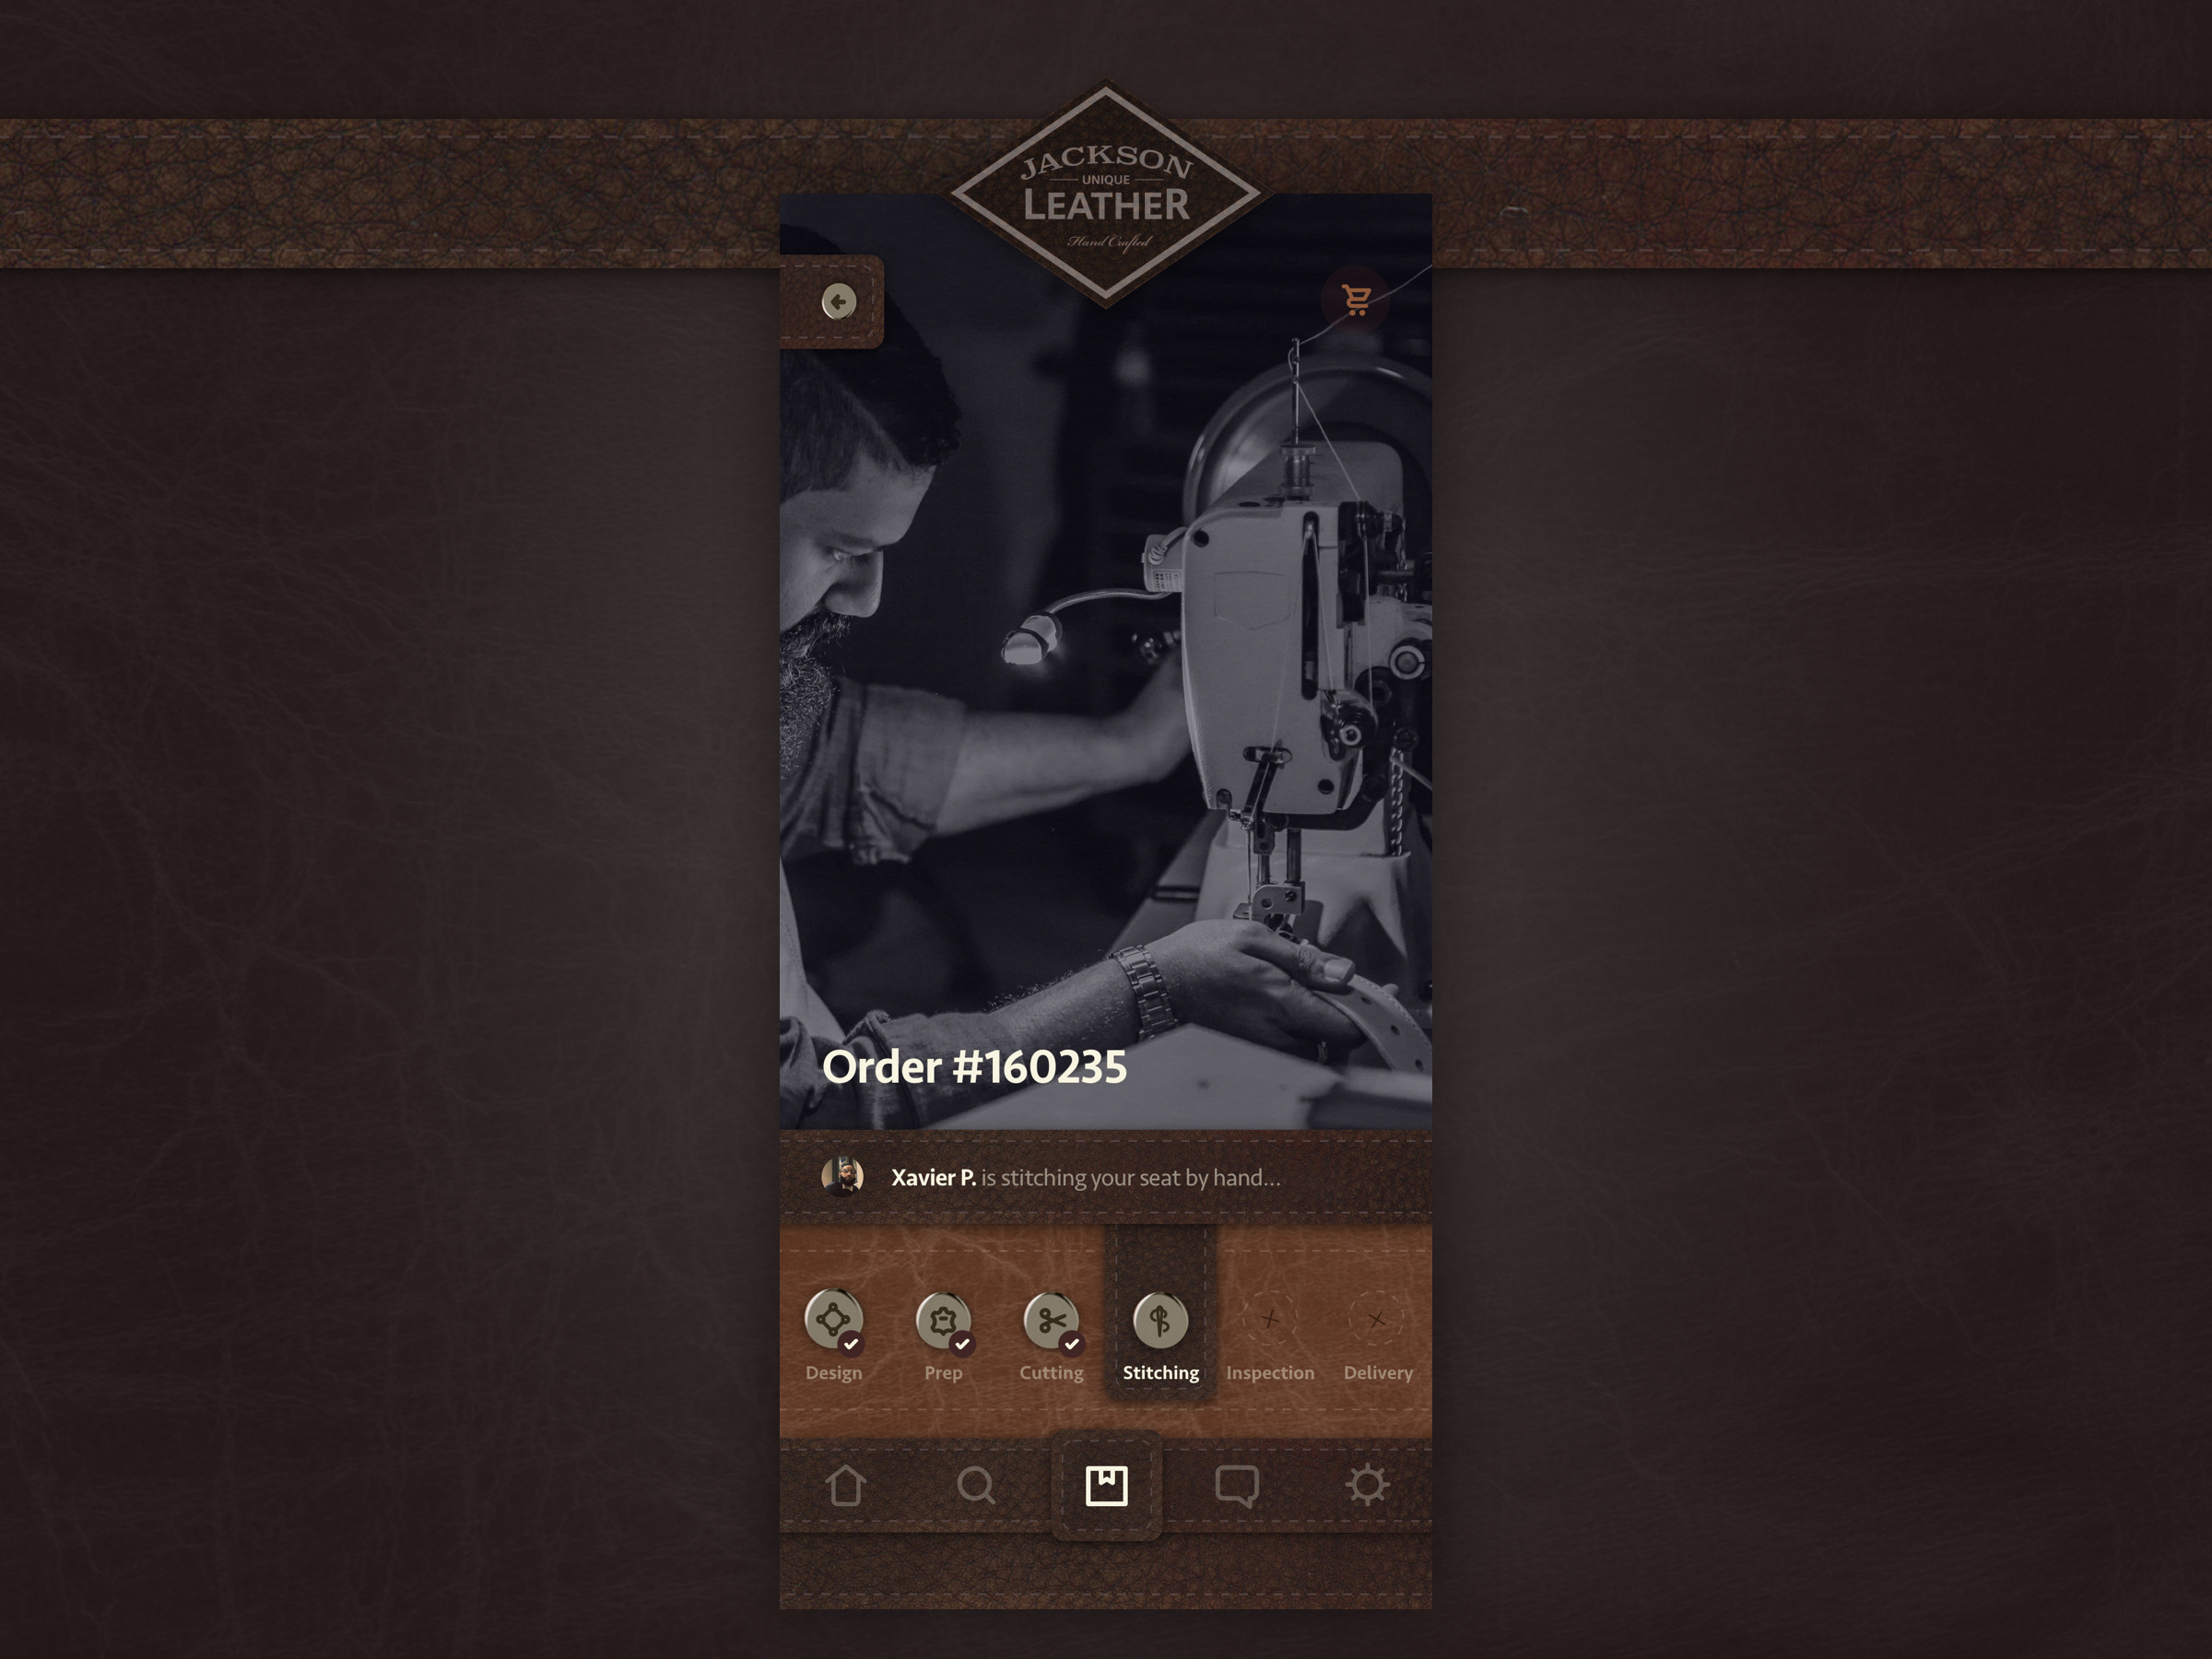 JACKSON
UNIQUE
LEATHER
Hand Crafted
Order #160235
Xavier P. is stitching your seat by hand...
Design
Prep
Cutting
Stitching
Inspection
Delivery